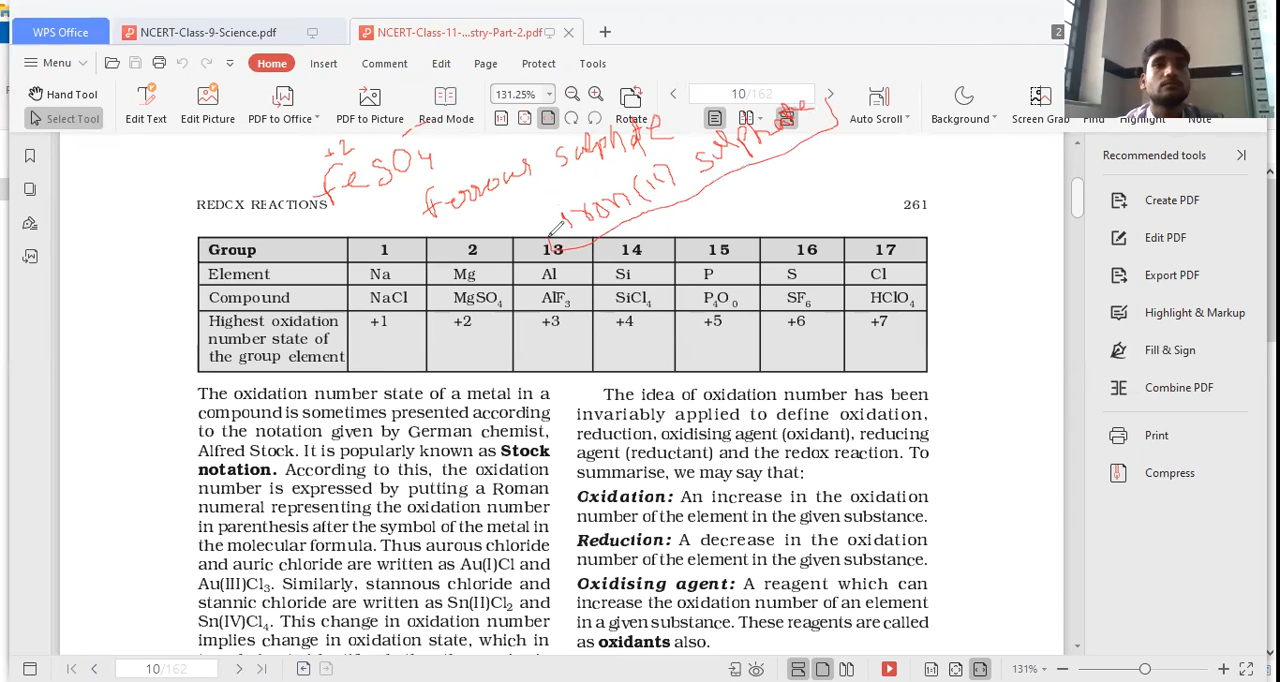 WPS Office
NCERT-Class-9-Science.pdf
NCERT-Class-11-...stry-Part-2.pdf
2
Menu
Home
Insert
Comment
Edit
Page
Protect
Tools
Hand Tool
Select Tool
Edit Text
Edit Picture
PDF to Office
PDF to Picture
Read Mode
131.25%
Rotate
10/162
Auto Scroll
Background
Screen Grab
+2
FeSO4
ferrous sulphate
iron(II) sulphate
REDOX REACTIONS 261
Group 1 2 13 14 15 16 17
Element Na Mg Al Si P S Cl
Compound NaCl MgSO4 AlF3 SiCl4 P4O0 SF6 HClO4
Highest oxidation +1 +2 +3 +4 +5 +6 +7
number state of
the group element
The oxidation number state of a metal in a
compound is sometimes presented according
to the notation given by German chemist,
Alfred Stock. It is popularly known as Stock
notation. According to this, the oxidation
number is expressed by putting a Roman
numeral representing the oxidation number
in parenthesis after the symbol of the metal in
the molecular formula. Thus aurous chloride
and auric chloride are written as Au(I)Cl and
Au(III)Cl3. Similarly, stannous chloride and
stannic chloride are written as Sn(II)Cl2 and
Sn(IV)Cl4. This change in oxidation number
implies change in oxidation state, which in
The idea of oxidation number has been
invariably applied to define oxidation,
reduction, oxidising agent (oxidant), reducing
agent (reductant) and the redox reaction. To
summarise, we may say that:
Oxidation: An increase in the oxidation
number of the element in the given substance.
Reduction: A decrease in the oxidation
number of the element in the given substance.
Oxidising agent: A reagent which can
increase the oxidation number of an element
in a given substance. These reagents are called
as oxidants also.
Recommended tools
Create PDF
Edit PDF
Export PDF
Highlight & Markup
Fill & Sign
Combine PDF
Print
Compress
10/162
131%